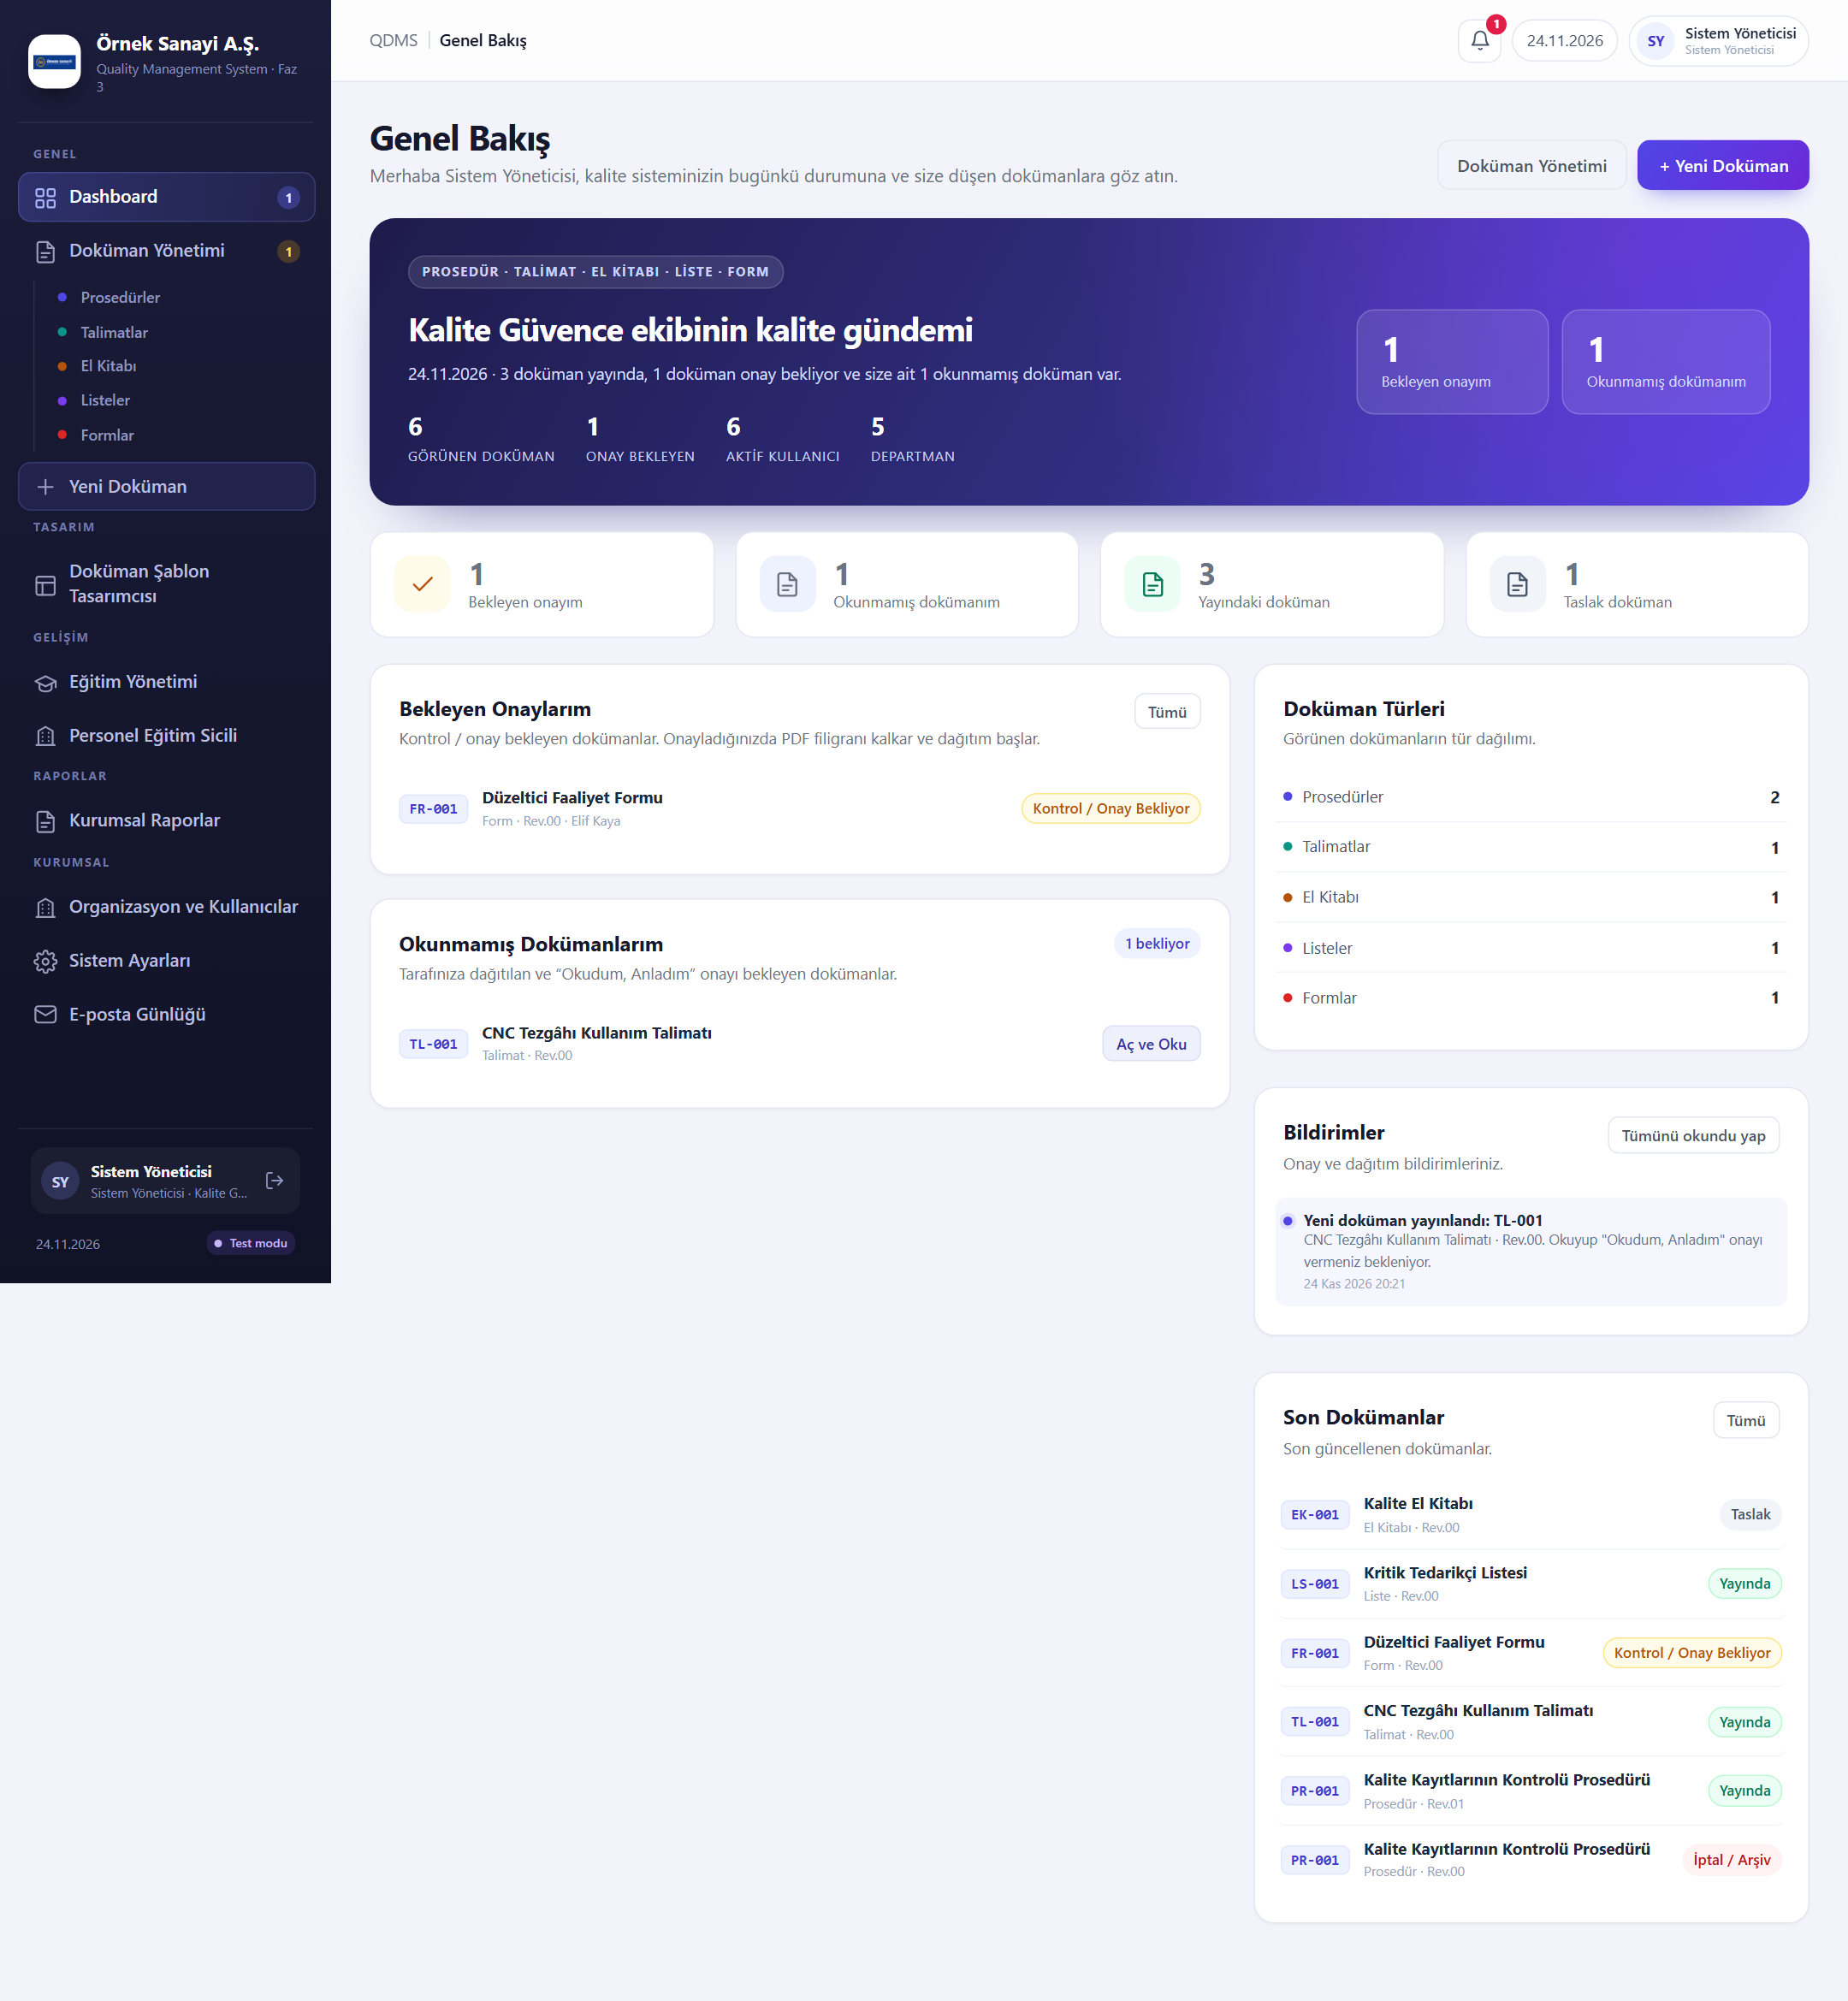 Örnek Sanayi A.Ş.
Quality Management System · Faz
3
GENEL
Dashboard
1
Doküman Yönetimi
1
Prosedürler
Talimatlar
El Kitabı
Listeler
Formlar
Yeni Doküman
TASARIM
Doküman Şablon
Tasarımcısı
GELİŞİM
Eğitim Yönetimi
Personel Eğitim Sicili
RAPORLAR
Kurumsal Raporlar
KURUMSAL
Organizasyon ve Kullanıcılar
Sistem Ayarları
E-posta Günlüğü
SY
Sistem Yöneticisi
Sistem Yöneticisi · Kalite G...
24.11.2026
Test modu
QDMS
Genel Bakış
1
24.11.2026
SY
Sistem Yöneticisi
Sistem Yöneticisi
Genel Bakış
Merhaba Sistem Yöneticisi, kalite sisteminizin bugünkü durumuna ve size düşen dokümanlara göz atın.
Doküman Yönetimi
+ Yeni Doküman
PROSEDÜR · TALİMAT · EL KİTABI · LİSTE · FORM
Kalite Güvence ekibinin kalite gündemi
24.11.2026 · 3 doküman yayında, 1 doküman onay bekliyor ve size ait 1 okunmamış doküman var.
6
GÖRÜNEN DOKÜMAN
1
ONAY BEKLEYEN
6
AKTİF KULLANICI
5
DEPARTMAN
1
Bekleyen onayım
1
Okunmamış dokümanım
1
Bekleyen onayım
1
Okunmamış dokümanım
3
Yayındaki doküman
1
Taslak doküman
Bekleyen Onaylarım
Kontrol / onay bekleyen dokümanlar. Onayladığınızda PDF filigranı kalkar ve dağıtım başlar.
Tümü
FR-001
Düzeltici Faaliyet Formu
Form · Rev.00 · Elif Kaya
Kontrol / Onay Bekliyor
Okunmamış Dokümanlarım
Tarafınıza dağıtılan ve “Okudum, Anladım” onayı bekleyen dokümanlar.
1 bekliyor
TL-001
CNC Tezgâhı Kullanım Talimatı
Talimat · Rev.00
Aç ve Oku
Doküman Türleri
Görünen dokümanların tür dağılımı.
Prosedürler 2
Talimatlar 1
El Kitabı 1
Listeler 1
Formlar 1
Bildirimler
Onay ve dağıtım bildirimleriniz.
Tümünü okundu yap
Yeni doküman yayınlandı: TL-001
CNC Tezgâhı Kullanım Talimatı · Rev.00. Okuyup "Okudum, Anladım" onayı
vermeniz bekleniyor.
24 Kas 2026 20:21
Son Dokümanlar
Son güncellenen dokümanlar.
Tümü
EK-001
Kalite El Kitabı
El Kitabı · Rev.00
Taslak
LS-001
Kritik Tedarikçi Listesi
Liste · Rev.00
Yayında
FR-001
Düzeltici Faaliyet Formu
Form · Rev.00
Kontrol / Onay Bekliyor
TL-001
CNC Tezgâhı Kullanım Talimatı
Talimat · Rev.00
Yayında
PR-001
Kalite Kayıtlarının Kontrolü Prosedürü
Prosedür · Rev.01
Yayında
PR-001
Kalite Kayıtlarının Kontrolü Prosedürü
Prosedür · Rev.00
İptal / Arşiv